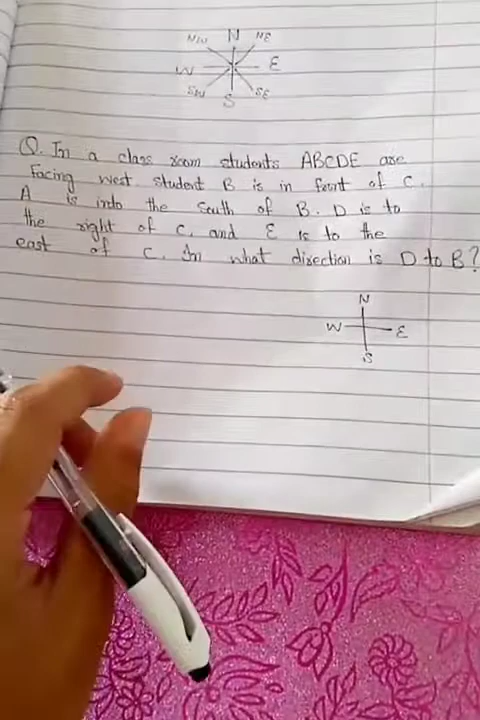 NW N NE
W E
SW S SE
Q. In a class room students ABCDE are
Facing west student B is in front of C.
A is into the South of B. D is to
the right of C, and E is to the
east of C. In what direction is D to B?
N
W E
S